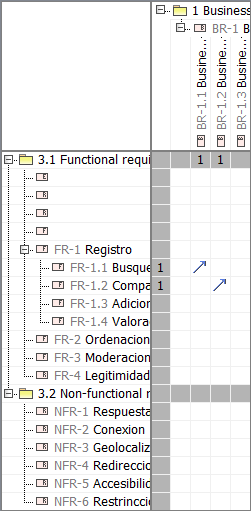 1 Business
BR-1 B
BR-1.1 Busine...
BR-1.2 Busine...
BR-1.3 Busine...
3.1 Functional requi
1 1
FR-1 Registro
FR-1.1 Busque
1
FR-1.2 Compa
1
FR-1.3 Adicion
FR-1.4 Valora
FR-2 Ordenacion
FR-3 Moderacion
FR-4 Legitimidad
3.2 Non-functional r
NFR-1 Respuesta
NFR-2 Conexion
NFR-3 Geolocaliz
NFR-4 Redireccio
NFR-5 Accesibilic
NFR-6 Restrinccio